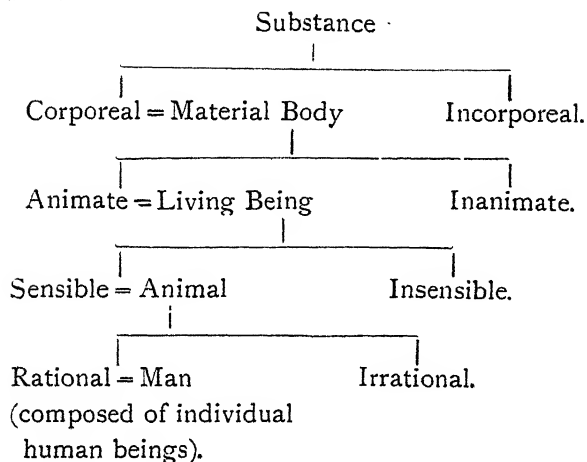 Substance
Corporeal = Material Body Incorporeal.
Animate = Living Being Inanimate.
Sensible = Animal Insensible.
Rational = Man Irrational.
(composed of individual
human beings).